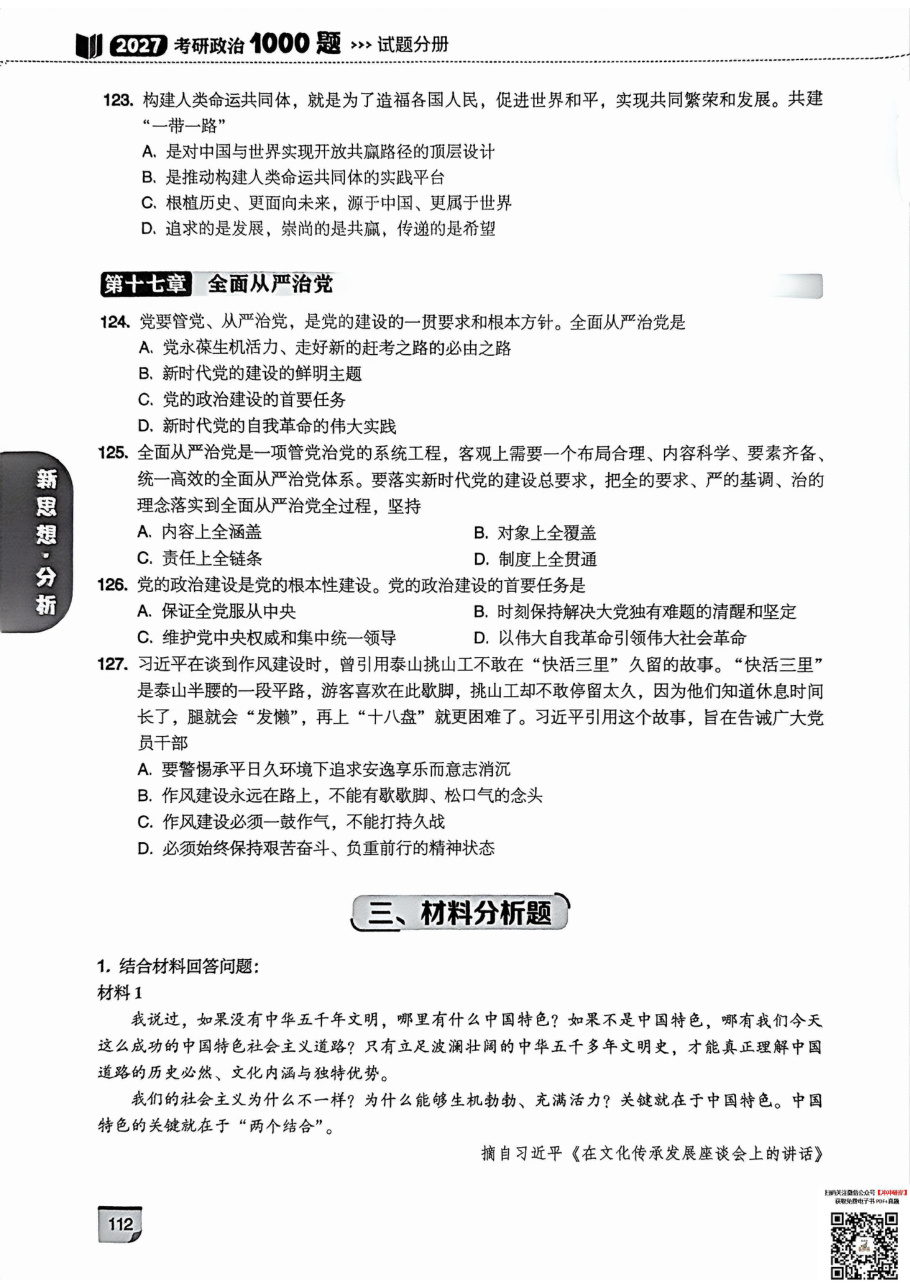 2027 考研政治1000题 >>> 试题分册
123. 构建人类命运共同体，就是为了造福各国人民，促进世界和平，实现共同繁荣和发展。共建
“一带一路”
A. 是对中国与世界实现开放共赢路径的顶层设计
B. 是推动构建人类命运共同体的实践平台
C. 根植历史、更面向未来，源于中国、更属于世界
D. 追求的是发展，崇尚的是共赢，传递的是希望
第十七章 全面从严治党
124. 党要管党、从严治党，是党的建设的一贯要求和根本方针。全面从严治党是
A. 党永葆生机活力、走好新的赶考之路的必由之路
B. 新时代党的建设的鲜明主题
C. 党的政治建设的首要任务
D. 新时代党的自我革命的伟大实践
125. 全面从严治党是一项管党治党的系统工程，客观上需要一个布局合理、内容科学、要素齐备、
统一高效的全面从严治党体系。要落实新时代党的建设总要求，把全的要求、严的基调、治的
理念落实到全面从严治党全过程，坚持
A. 内容上全涵盖 B. 对象上全覆盖
C. 责任上全链条 D. 制度上全贯通
126. 党的政治建设是党的根本性建设。党的政治建设的首要任务是
A. 保证全党服从中央 B. 时刻保持解决大党独有难题的清醒和坚定
C. 维护党中央权威和集中统一领导 D. 以伟大自我革命引领伟大社会革命
127. 习近平在谈到作风建设时，曾引用泰山挑山工不敢在“快活三里”久留的故事。“快活三里”
是泰山半腰的一段平路，游客喜欢在此歇脚，挑山工却不敢停留太久，因为他们知道休息时间
长了，腿就会“发懒”，再上“十八盘”就更困难了。习近平引用这个故事，旨在告诫广大党
员干部
A. 要警惕承平日久环境下追求安逸享乐而意志消沉
B. 作风建设永远在路上，不能有歇歇脚、松口气的念头
C. 作风建设必须一鼓作气，不能打持久战
D. 必须始终保持艰苦奋斗、负重前行的精神状态
新思想·分析
三、材料分析题
1. 结合材料回答问题：
材料1
我说过，如果没有中华五千年文明，哪里有什么中国特色？如果不是中国特色，哪有我们今天
这么成功的中国特色社会主义道路？只有立足波澜壮阔的中华五千多年文明史，才能真正理解中国
道路的历史必然、文化内涵与独特优势。
我们的社会主义为什么不一样？为什么能够生机勃勃、充满活力？关键就在于中国特色。中国
特色的关键就在于“两个结合”。
摘自习近平《在文化传承发展座谈会上的讲话》
112
扫码关注微信公众号【冲冲研资】
获取免费电子书PDF+真题